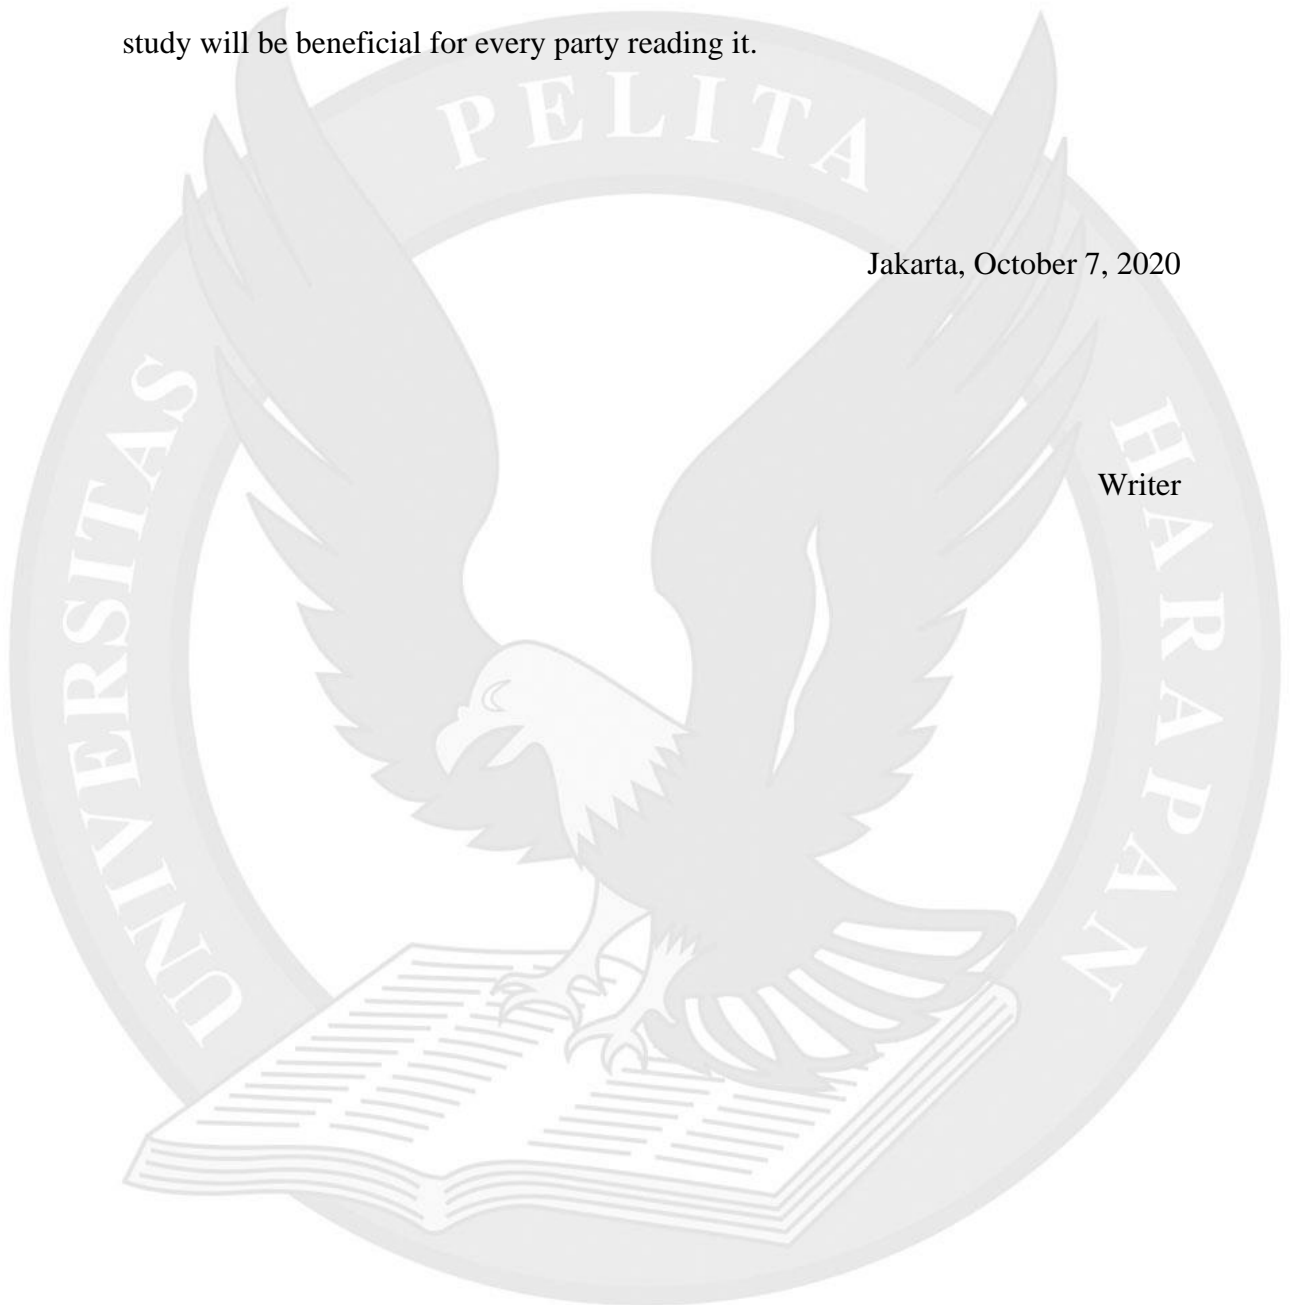 study will be beneficial for every party reading it.
PELITA
Jakarta, October 7, 2020
UNIVERSITAS
HARAPAN
Writer